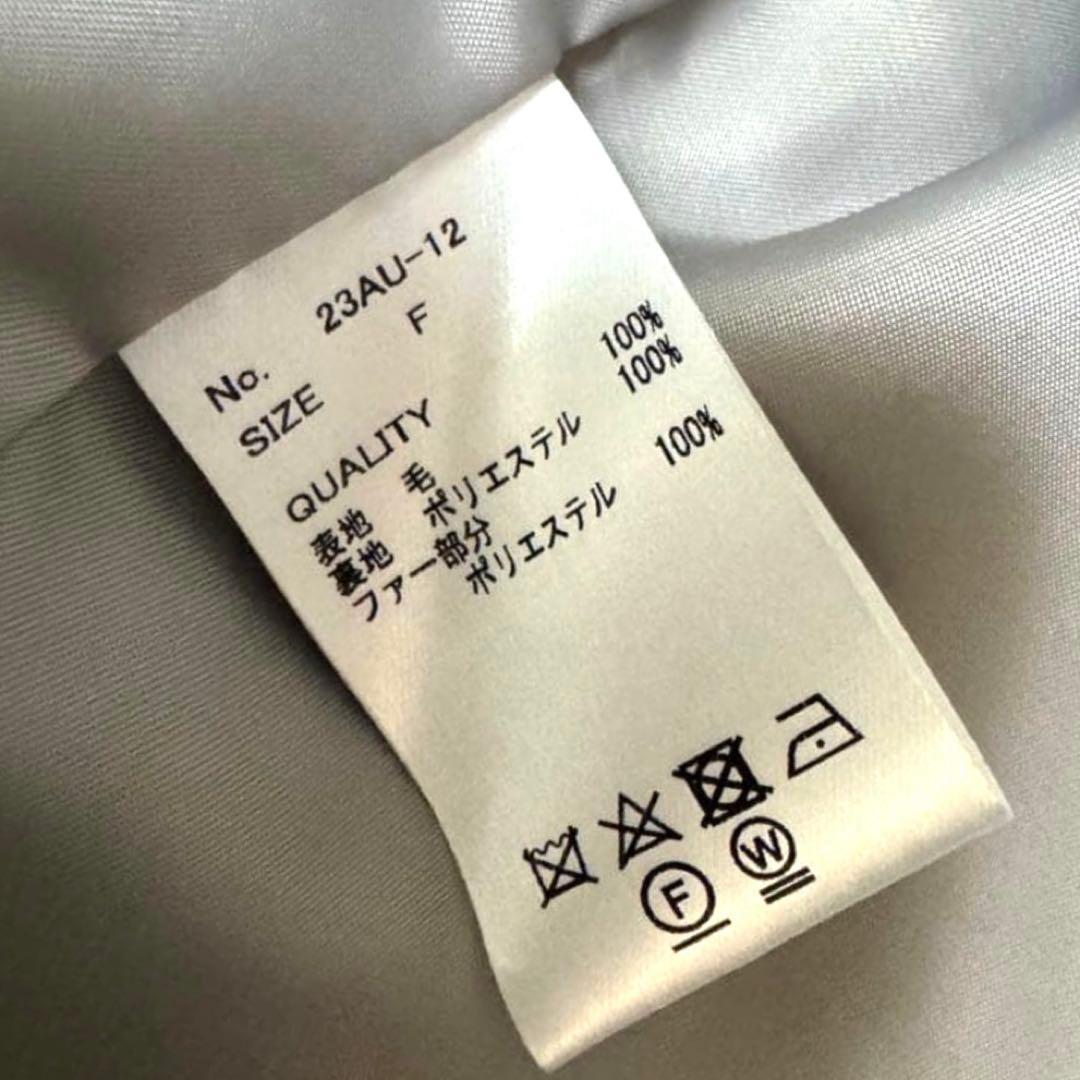 No. 23AU-12
SIZE F
QUALITY
表地 毛 100%
裏地 ポリエステル 100%
ファー部分
ポリエステル 100%
F W